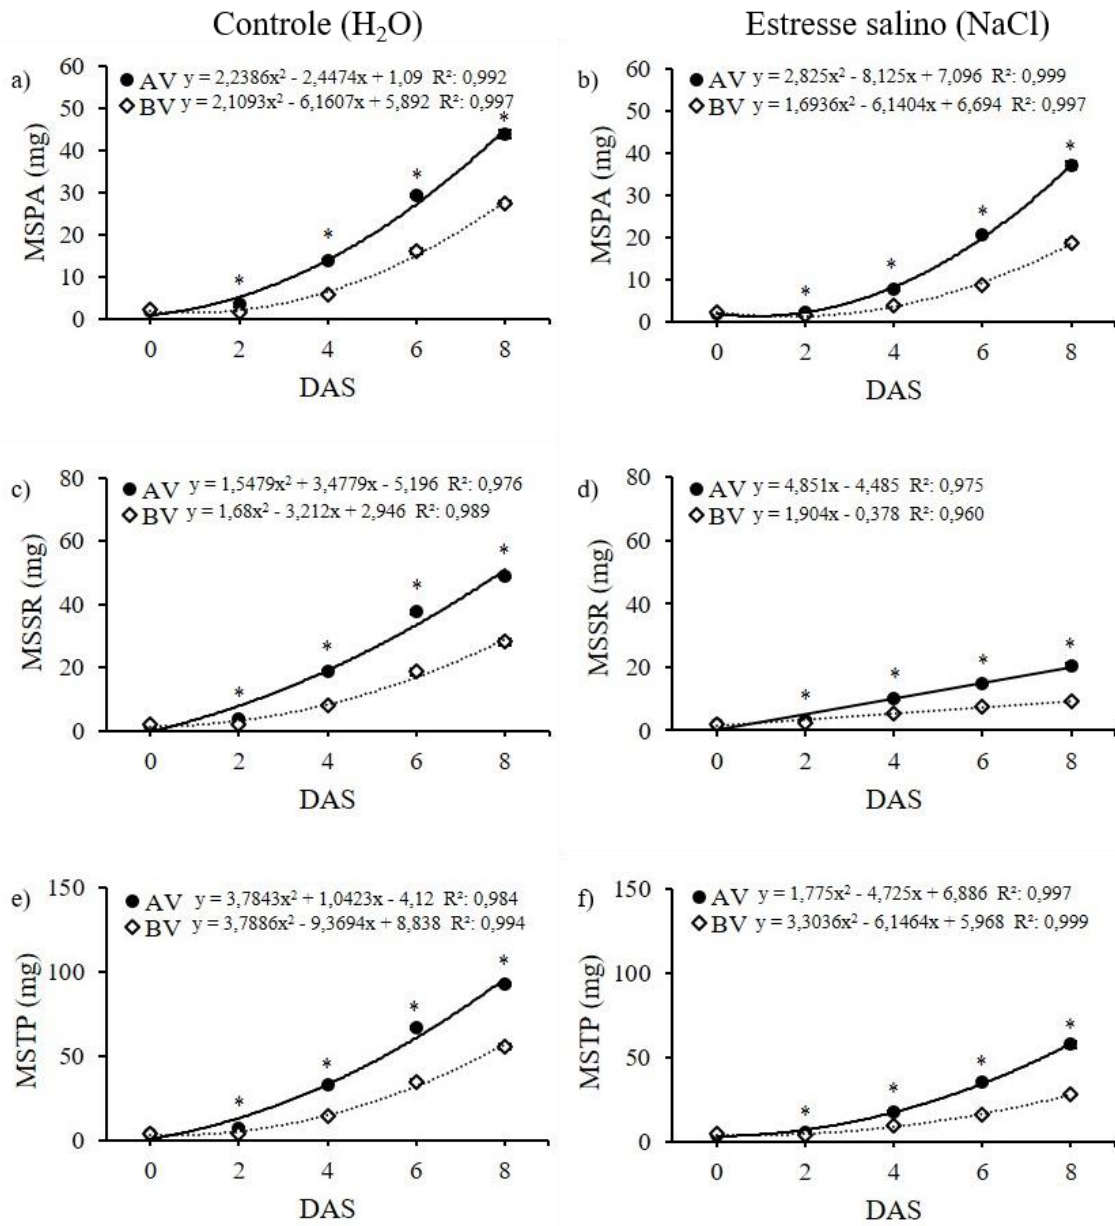 Controle (H₂O)
Estresse salino (NaCl)
a)
60
50
40
30
20
10
0
MSPA (mg)
● AV y = 2,2386x² - 2,4474x + 1,09 R²: 0,992
◇ BV y = 2,1093x² - 6,1607x + 5,892 R²: 0,997
* * * *
0 2 4 6 8
DAS
b)
60
50
40
30
20
10
0
MSPA (mg)
● AV y = 2,825x² - 8,125x + 7,096 R²: 0,999
◇ BV y = 1,6936x² - 6,1404x + 6,694 R²: 0,997
* * * *
0 2 4 6 8
DAS
c)
80
60
40
20
0
MSSR (mg)
● AV y = 1,5479x² + 3,4779x - 5,196 R²: 0,976
◇ BV y = 1,68x² - 3,212x + 2,946 R²: 0,989
* * * *
0 2 4 6 8
DAS
d)
80
60
40
20
0
MSSR (mg)
● AV y = 4,851x - 4,485 R²: 0,975
◇ BV y = 1,904x - 0,378 R²: 0,960
* * * *
0 2 4 6 8
DAS
e)
150
100
50
0
MSTP (mg)
● AV y = 3,7843x² + 1,0423x - 4,12 R²: 0,984
◇ BV y = 3,7886x² - 9,3694x + 8,838 R²: 0,994
* * * *
0 2 4 6 8
DAS
f)
150
100
50
0
MSTP (mg)
● AV y = 1,775x² - 4,725x + 6,886 R²: 0,997
◇ BV y = 3,3036x² - 6,1464x + 5,968 R²: 0,999
* * * *
0 2 4 6 8
DAS